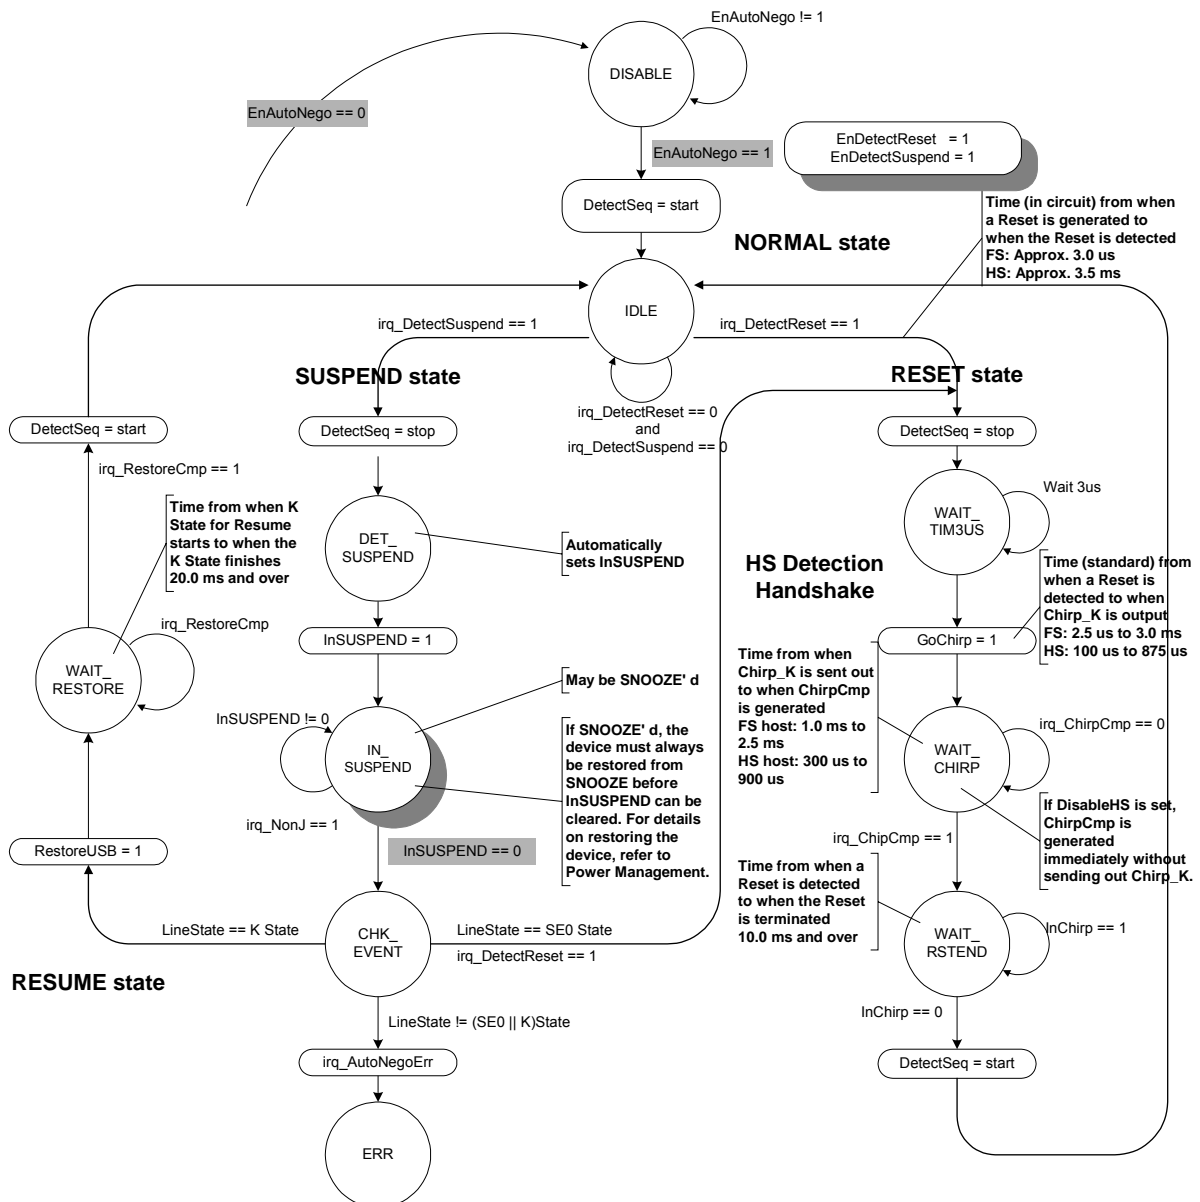 EnAutoNego != 1
DISABLE
EnAutoNego == 0
EnAutoNego == 1
EnDetectReset = 1
EnDetectSuspend = 1
DetectSeq = start
Time (in circuit) from when
a Reset is generated to
when the Reset is detected
FS: Approx. 3.0 us
HS: Approx. 3.5 ms
NORMAL state
IDLE
irq_DetectSuspend == 1
irq_DetectReset == 1
SUSPEND state
RESET state
irq_DetectReset == 0
and
irq_DetectSuspend == 0
DetectSeq = start
DetectSeq = stop
DetectSeq = stop
irq_RestoreCmp == 1
Time from when K
State for Resume
starts to when the
K State finishes
20.0 ms and over
DET_
SUSPEND
Automatically
sets InSUSPEND
Wait 3us
WAIT_
TIM3US
HS Detection
Handshake
Time (standard) from
when a Reset is
detected to when
Chirp_K is output
FS: 2.5 us to 3.0 ms
HS: 100 us to 875 us
irq_RestoreCmp
WAIT_
RESTORE
InSUSPEND = 1
GoChirp = 1
Time from when
Chirp_K is sent out
to when ChirpCmp
is generated
FS host: 1.0 ms to
2.5 ms
HS host: 300 us to
900 us
May be SNOOZE' d
InSUSPEND != 0
IN_
SUSPEND
If SNOOZE' d, the
device must always
be restored from
SNOOZE before
InSUSPEND can be
cleared. For details
on restoring the
device, refer to
Power Management.
irq_ChirpCmp == 0
WAIT_
CHIRP
If DisableHS is set,
ChirpCmp is
generated
immediately without
sending out Chirp_K.
irq_NonJ == 1
InSUSPEND == 0
irq_ChipCmp == 1
RestoreUSB = 1
Time from when a
Reset is detected
to when the Reset
is terminated
10.0 ms and over
LineState == K State
CHK_
EVENT
LineState == SE0 State
irq_DetectReset == 1
WAIT_
RSTEND
InChirp == 1
RESUME state
InChirp == 0
LineState != (SE0 || K)State
irq_AutoNegoErr
DetectSeq = start
ERR